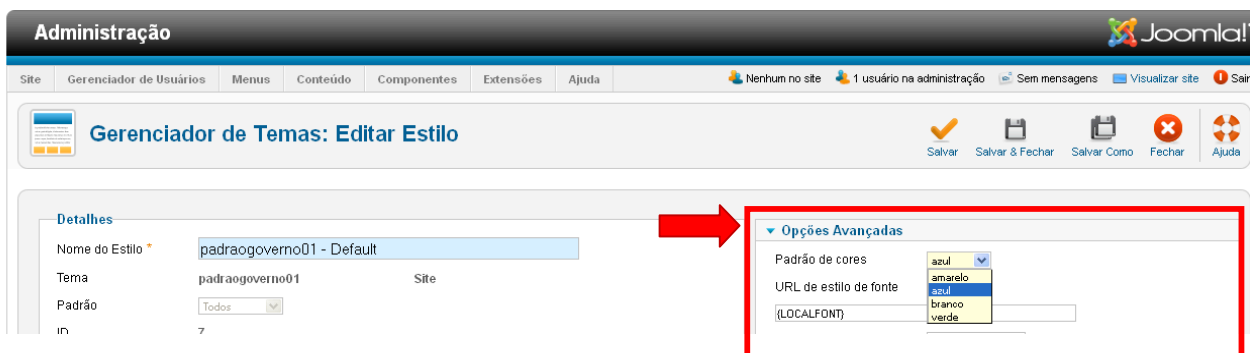 Administração
Joomla!
Site Gerenciador de Usuários Menus Conteúdo Componentes Extensões Ajuda Nenhum no site 1 usuário na administração Sem mensagens Visualizar site Sair
Gerenciador de Temas: Editar Estilo
Salvar Salvar & Fechar Salvar Como Fechar Ajuda
Detalhes
Nome do Estilo * padraogoverno01 - Default
Tema padraogoverno01 Site
Padrão Todos
ID 7
Opções Avançadas
Padrão de cores azul
amarelo
azul
branco
verde
URL de estilo de fonte
{LOCALFONT}